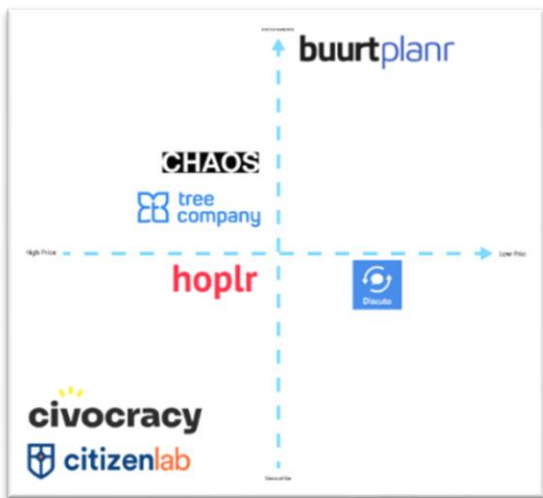 buurtplanr
CHAOS
tree
company
High Price
Low Price
hoplr
Discuto
civocracy
citizenlab